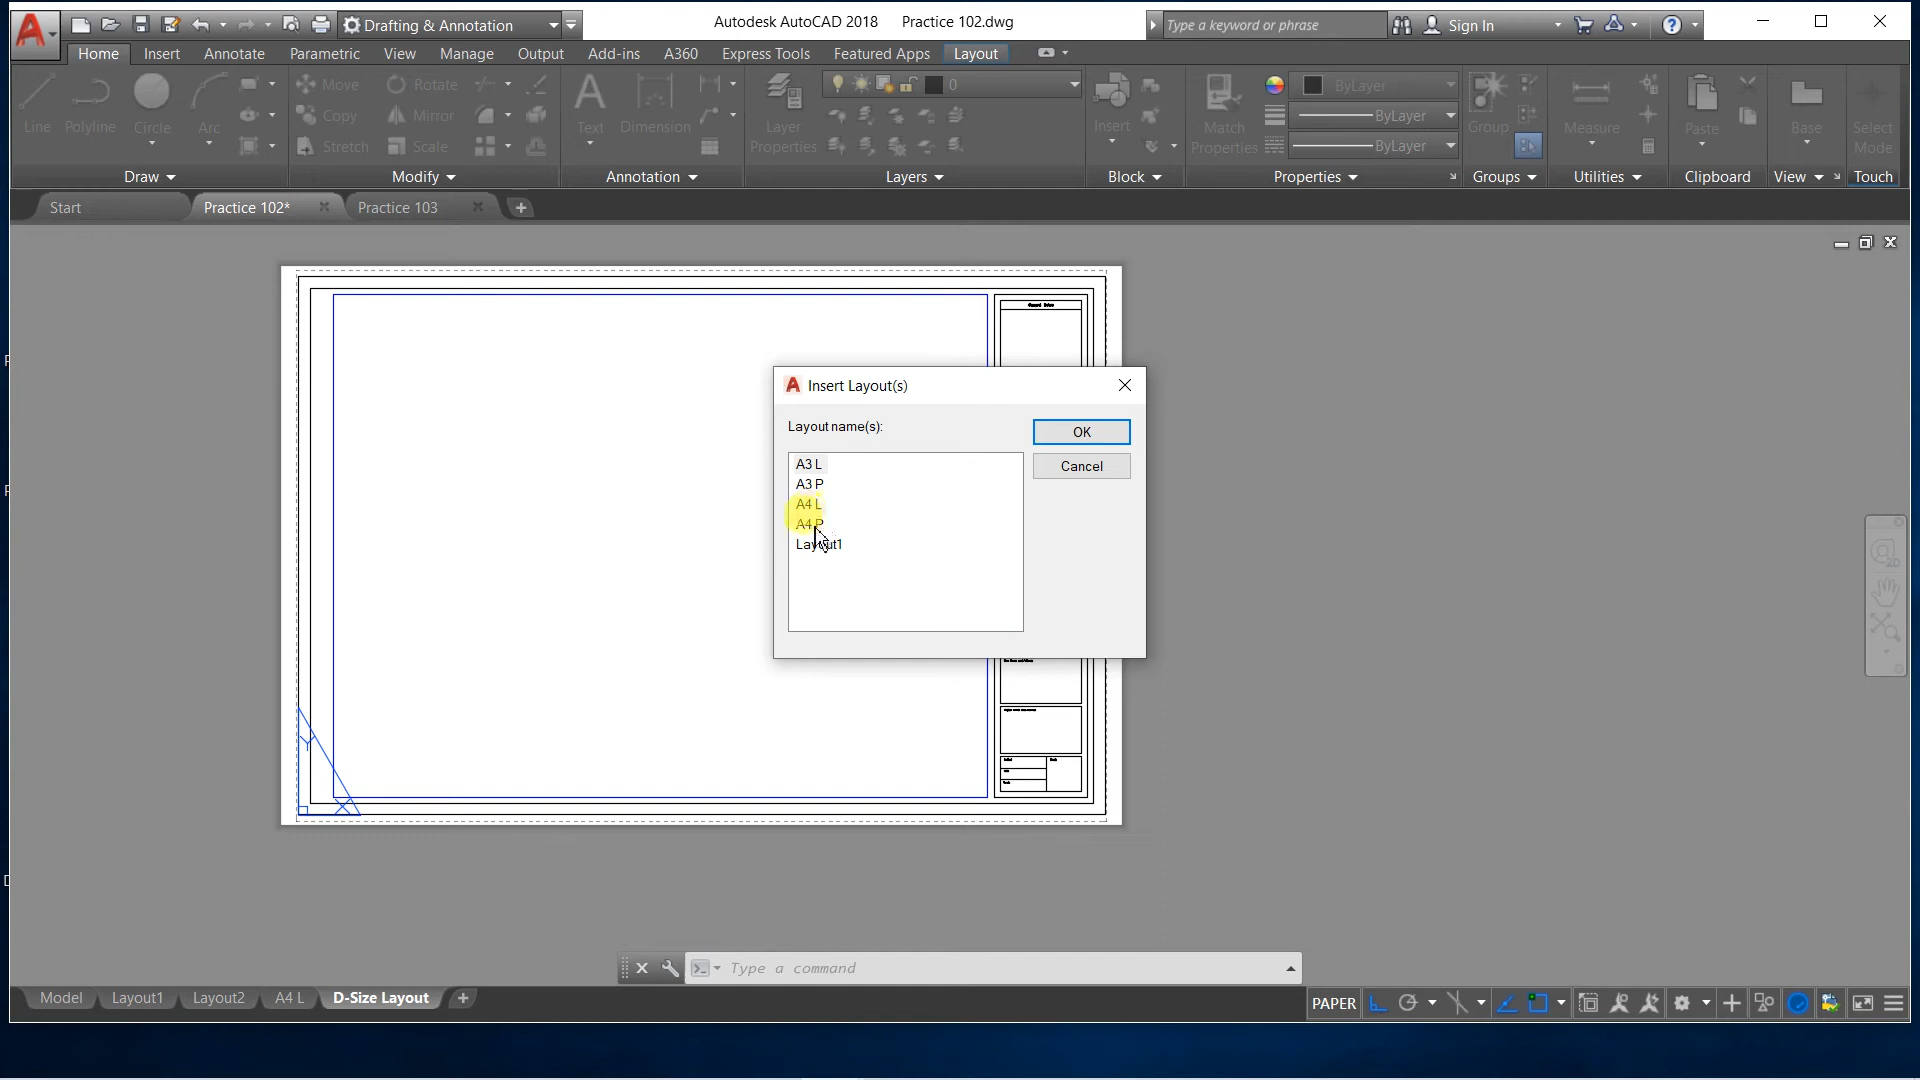 Drafting & Annotation
Autodesk AutoCAD 2018 Practice 102.dwg
Type a keyword or phrase
Sign In
Home Insert Annotate Parametric View Manage Output Add-ins A360 Express Tools Featured Apps Layout
Line Polyline Circle Arc
Move Rotate
Copy Mirror
Stretch Scale
Text Dimension
Layer
Properties
0
Insert
Match
Properties
ByLayer
ByLayer
ByLayer
Group
Measure
Paste
Base
Select
Mode
Draw Modify Annotation Layers Block Properties Groups Utilities Clipboard View Touch
Start Practice 102* Practice 103
General Notes
Insert Layout(s)
Layout name(s):
OK
Cancel
A3 L
A3 P
A4 L
A4 P
Layout1
Y
X
2D
Type a command
Model Layout1 Layout2 A4 L D-Size Layout
PAPER